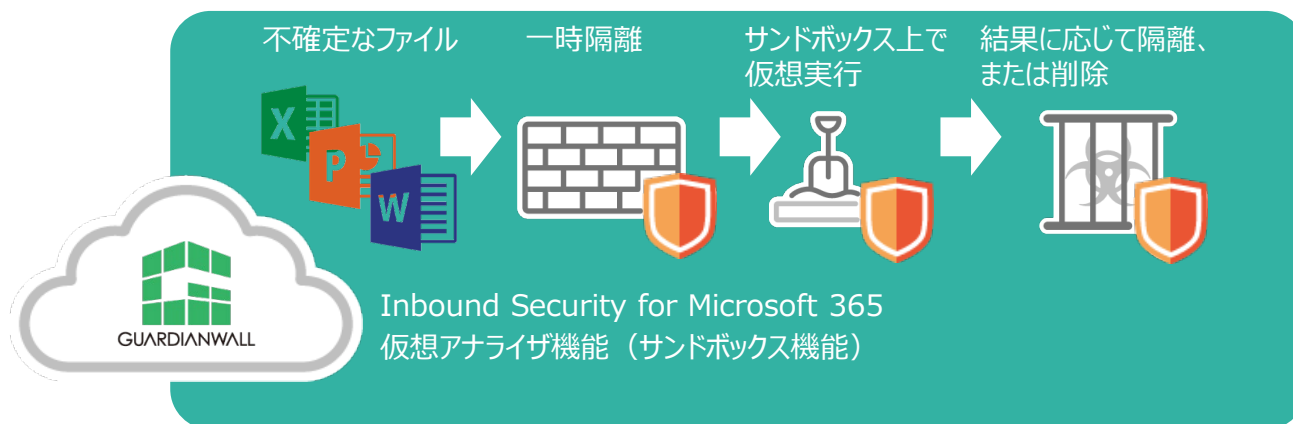 不確定なファイル
一時隔離
サンドボックス上で
仮想実行
結果に応じて隔離、
または削除
X
P
W
GUARDIANWALL
Inbound Security for Microsoft 365
仮想アナライザ機能（サンドボックス機能）